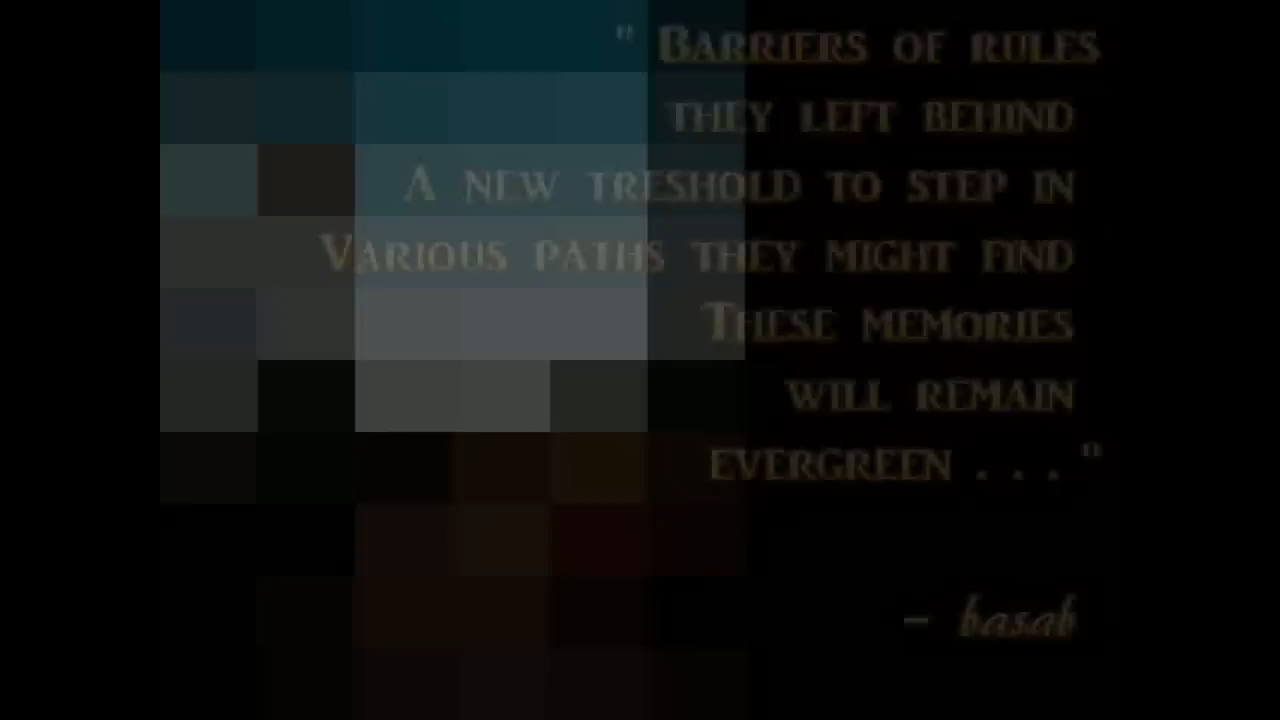 " Barriers of rules
they left behind
A new treshold to step in
Various paths they might find
These memories
will remain
evergreen . . . "
- basab